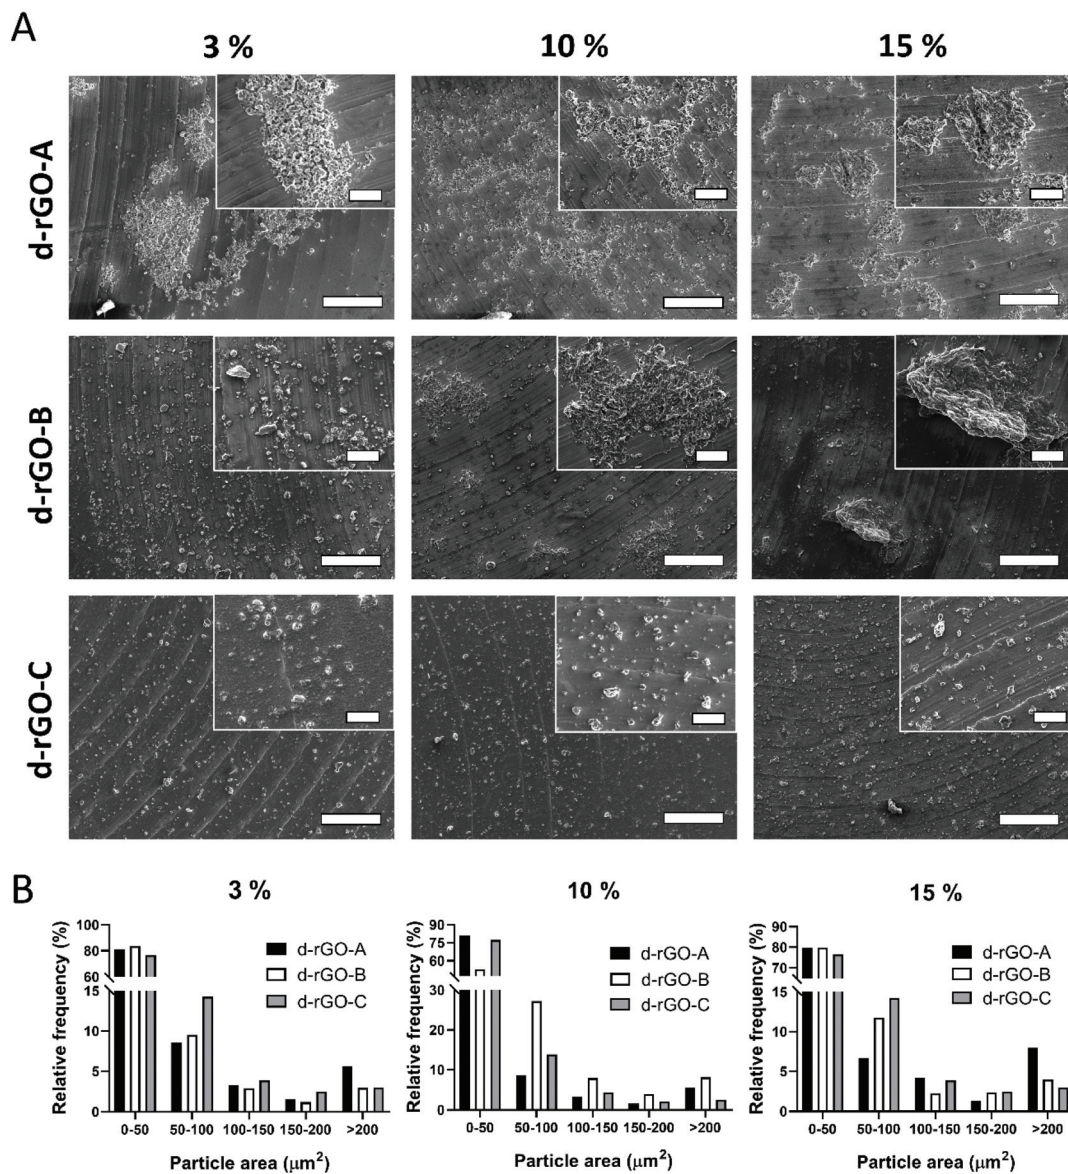 A
3 % 10 % 15 %
d-rGO-A
d-rGO-B
d-rGO-C
B
3 % 10 % 15 %
Relative frequency (%)
100
90
80
70
60
15
10
5
0
d-rGO-A
d-rGO-B
d-rGO-C
0-50 50-100 100-150 150-200 >200
Particle area (μm²)
Relative frequency (%)
90
75
60
30
20
10
0
d-rGO-A
d-rGO-B
d-rGO-C
0-50 50-100 100-150 150-200 >200
Particle area (μm²)
Relative frequency (%)
90
80
70
15
10
5
0
d-rGO-A
d-rGO-B
d-rGO-C
0-50 50-100 100-150 150-200 >200
Particle area (μm²)